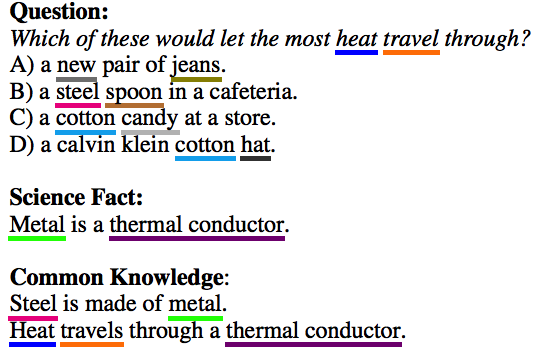 Question:
Which of these would let the most heat travel through?
A) a new pair of jeans.
B) a steel spoon in a cafeteria.
C) a cotton candy at a store.
D) a calvin klein cotton hat.
Science Fact:
Metal is a thermal conductor.
Common Knowledge:
Steel is made of metal.
Heat travels through a thermal conductor.